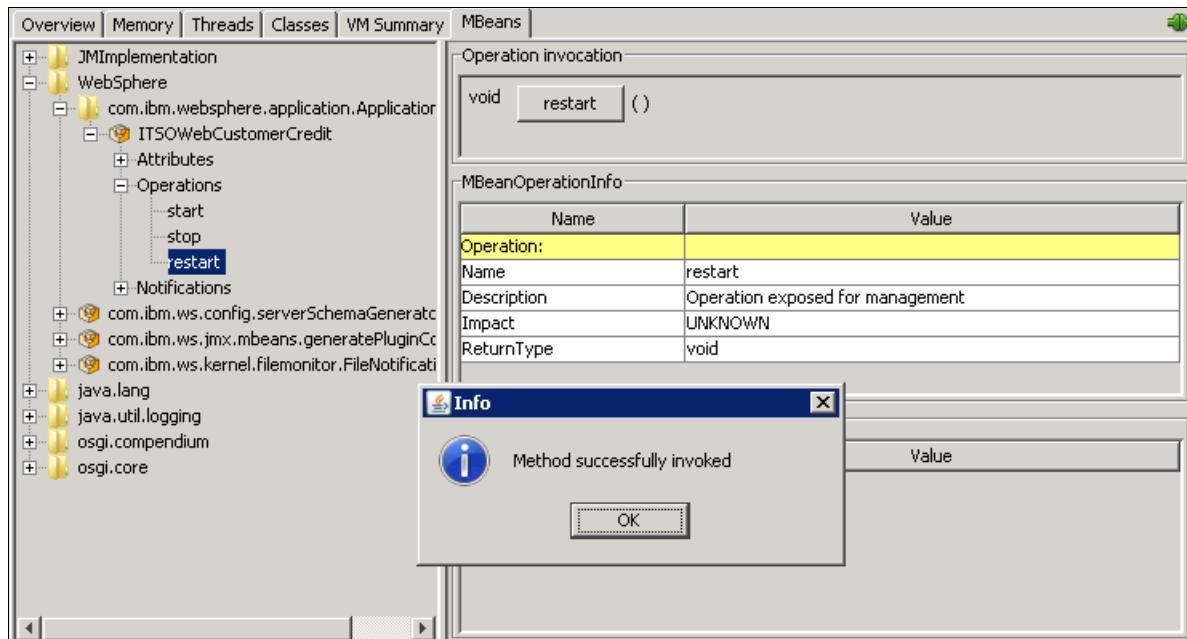 Overview Memory Threads Classes VM Summary MBeans
JMImplementation
WebSphere
com.ibm.websphere.application.Application
ITSOWebCustomerCredit
Attributes
Operations
start
stop
restart
Notifications
com.ibm.ws.config.serverSchemaGeneratc
com.ibm.ws.jmx.mbeans.generatePluginCc
com.ibm.ws.kernel.filemonitor.FileNotificati
java.lang
java.util.logging
osgi.compendium
osgi.core
Operation invocation
void restart ( )
MBeanOperationInfo
Name Value
Operation:
Name restart
Description Operation exposed for management
Impact UNKNOWN
ReturnType void
Value
Info
Method successfully invoked
OK